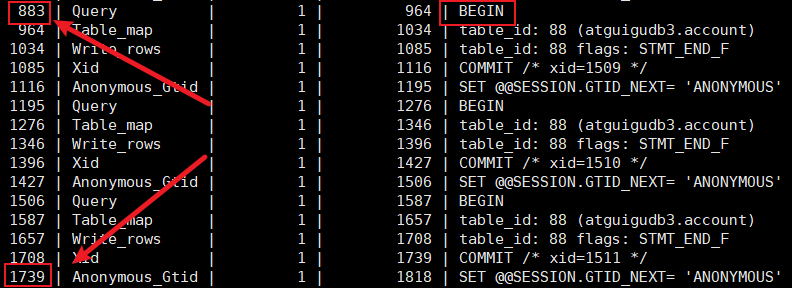 883 | Query | 1 | 964 | BEGIN
964 | Table_map | 1 | 1034 | table_id: 88 (atguigudb3.account)
1034 | Write_rows | 1 | 1085 | table_id: 88 flags: STMT_END_F
1085 | Xid | 1 | 1116 | COMMIT /* xid=1509 */
1116 | Anonymous_Gtid | 1 | 1195 | SET @@SESSION.GTID_NEXT= 'ANONYMOUS'
1195 | Query | 1 | 1276 | BEGIN
1276 | Table_map | 1 | 1346 | table_id: 88 (atguigudb3.account)
1346 | Write_rows | 1 | 1396 | table_id: 88 flags: STMT_END_F
1396 | Xid | 1 | 1427 | COMMIT /* xid=1510 */
1427 | Anonymous_Gtid | 1 | 1506 | SET @@SESSION.GTID_NEXT= 'ANONYMOUS'
1506 | Query | 1 | 1587 | BEGIN
1587 | Table_map | 1 | 1657 | table_id: 88 (atguigudb3.account)
1657 | Write_rows | 1 | 1708 | table_id: 88 flags: STMT_END_F
1708 | Xid | 1 | 1739 | COMMIT /* xid=1511 */
1739 | Anonymous_Gtid | 1 | 1818 | SET @@SESSION.GTID_NEXT= 'ANONYMOUS'